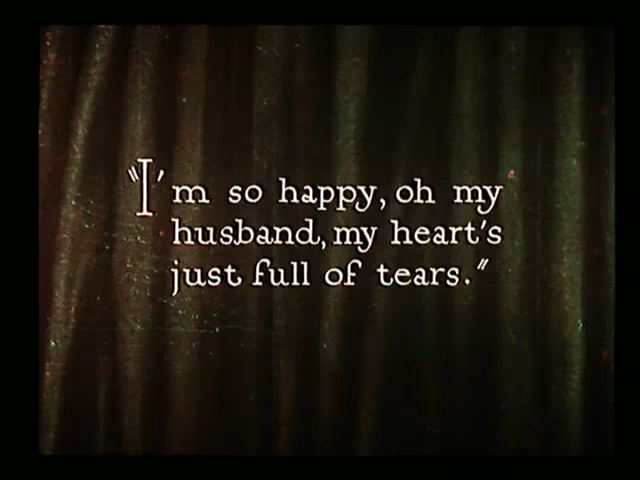 "I'm so happy, oh my
husband, my heart's
just full of tears."